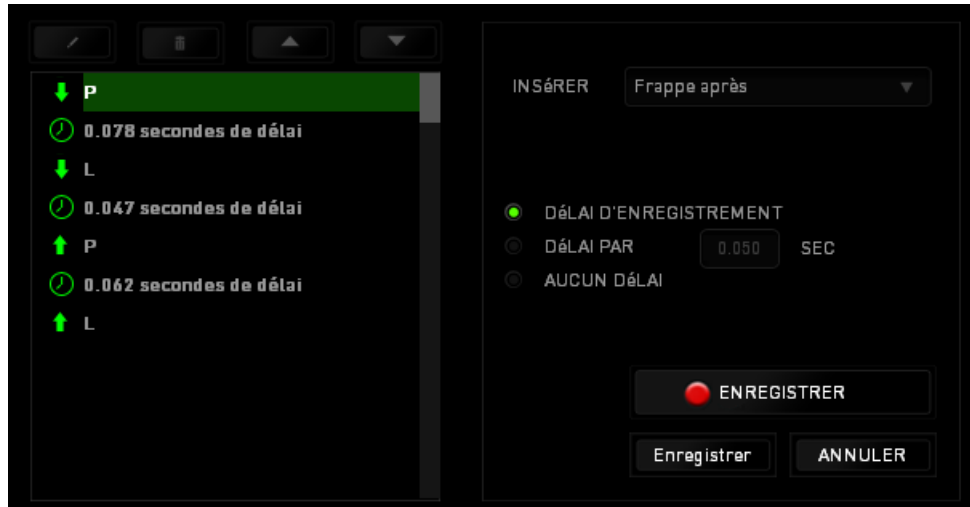 P
0.078 secondes de délai
L
0.047 secondes de délai
P
0.062 secondes de délai
L
INSéRER
Frappe après
DéLAI D'ENREGISTREMENT
DéLAI PAR 0.050 SEC
AUCUN DéLAI
ENREGISTRER
Enregistrer ANNULER